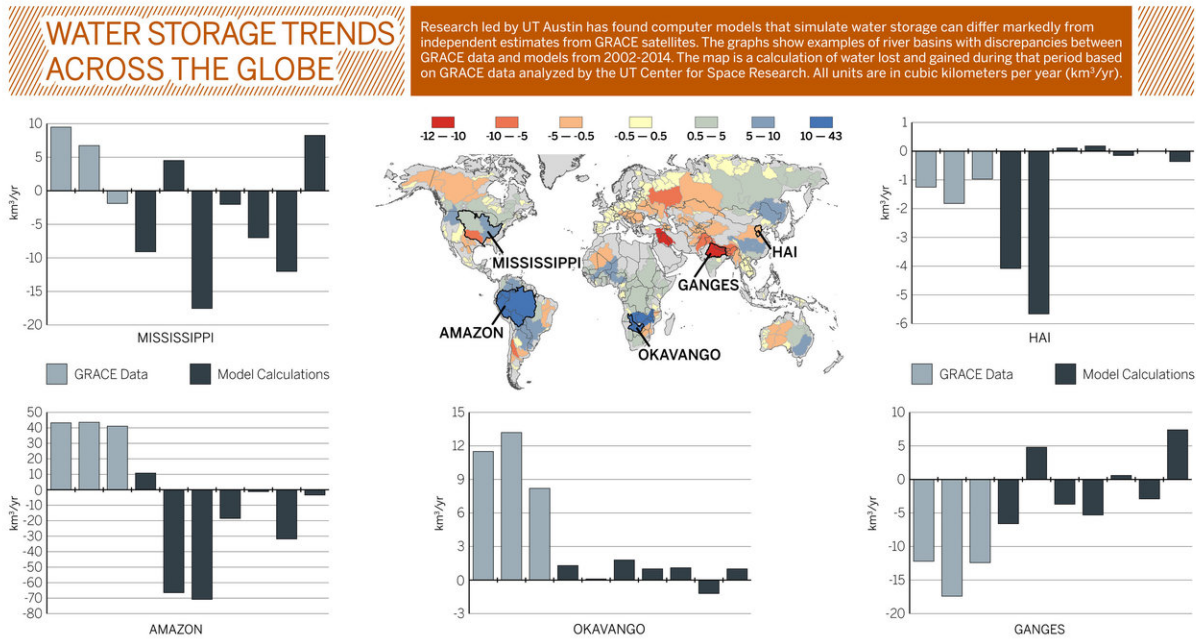 WATER STORAGE TRENDS
ACROSS THE GLOBE
Research led by UT Austin has found computer models that simulate water storage can differ markedly from
independent estimates from GRACE satellites. The graphs show examples of river basins with discrepancies between
GRACE data and models from 2002-2014. The map is a calculation of water lost and gained during that period based
on GRACE data analyzed by the UT Center for Space Research. All units are in cubic kilometers per year (km³/yr).
10
5
0
-5
-10
-15
-20
km³/yr
MISSISSIPPI
-12 — -10
-10 — -5
-5 — -0.5
-0.5 — 0.5
0.5 — 5
5 — 10
10 — 43
MISSISSIPPI
HAI
GANGES
AMAZON
OKAVANGO
1
0
-1
-2
-3
-4
-5
-6
km³/yr
HAI
GRACE Data
Model Calculations
GRACE Data
Model Calculations
50
40
30
20
10
0
-10
-20
-30
-40
-50
-60
-70
-80
km³/yr
AMAZON
15
12
9
6
3
0
-3
km³/yr
OKAVANGO
10
5
0
-5
-10
-15
-20
km³/yr
GANGES